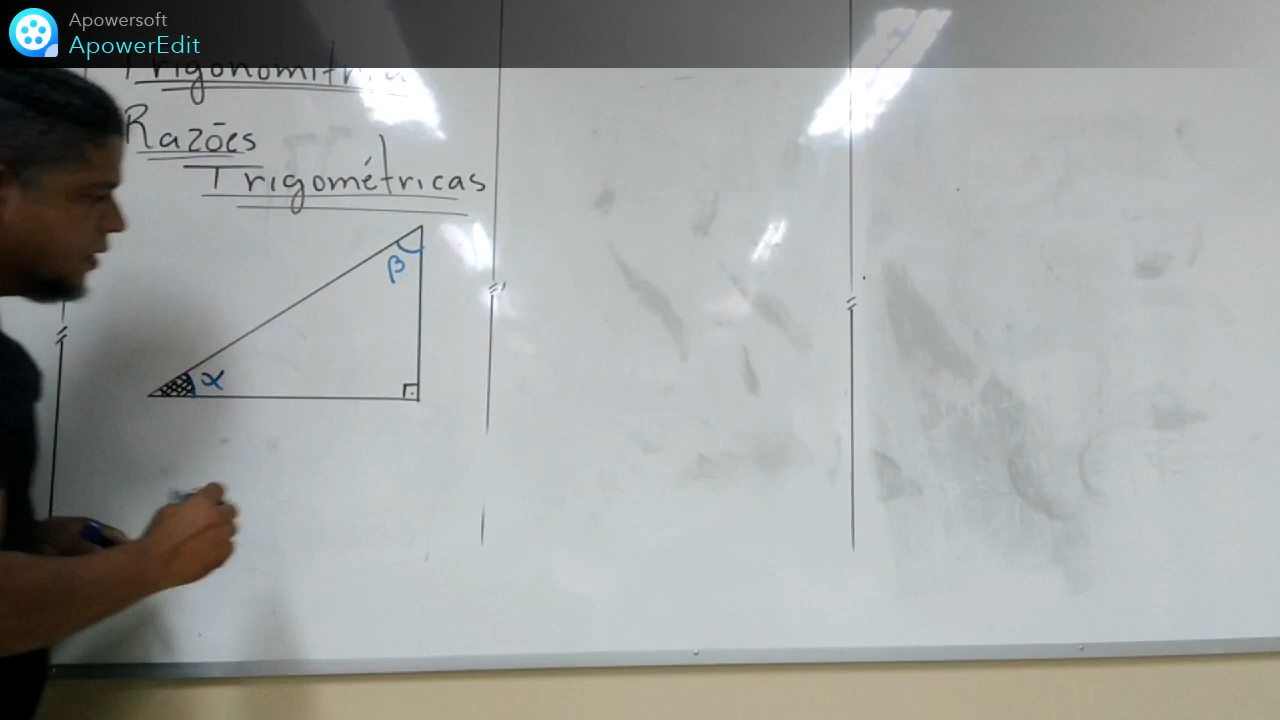 Apowersoft
ApowerEdit
Razões
Trigométricas
β
α